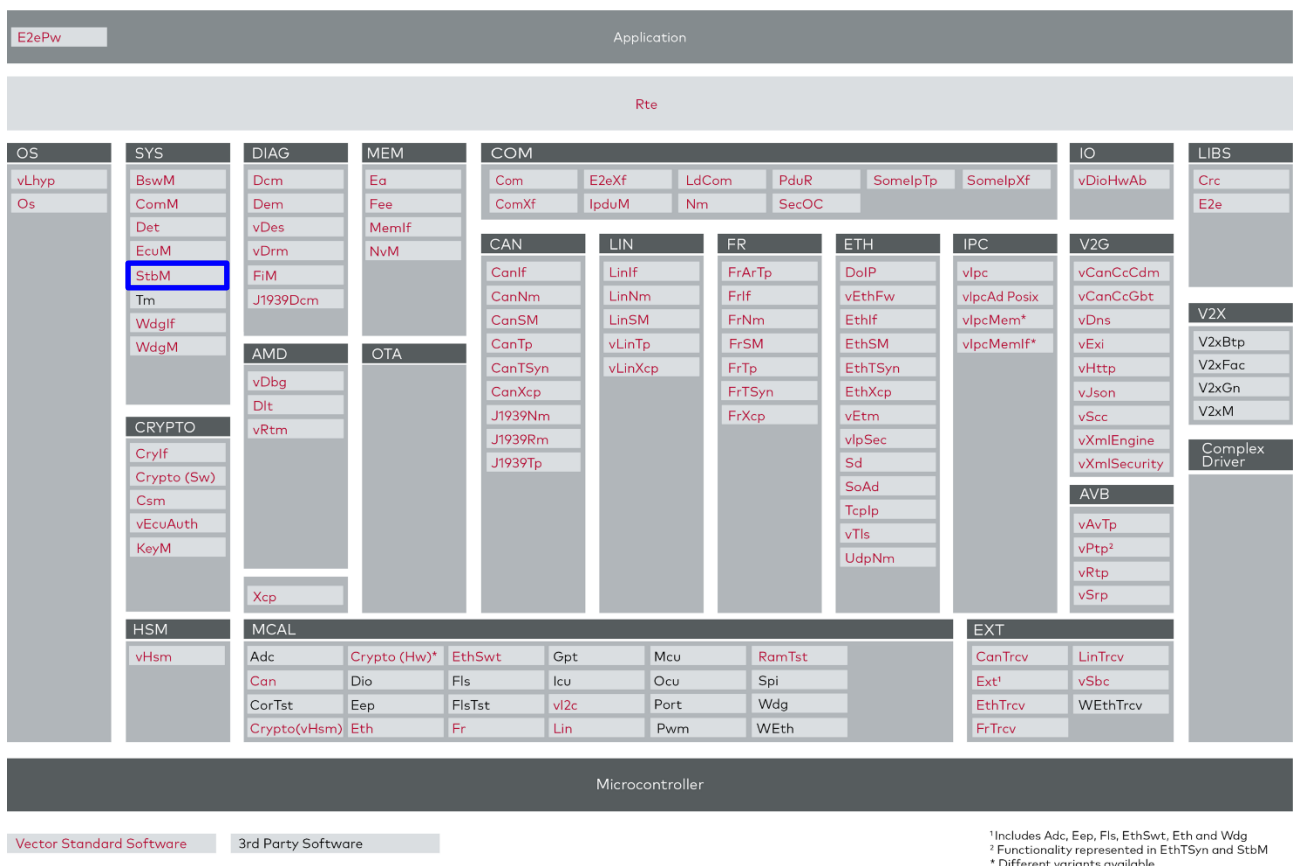 E2ePw
Application
Rte
OS
vLhyp
Os
SYS
BswM
ComM
Det
EcuM
StbM
Tm
WdgIf
WdgM
CRYPTO
CryIf
Crypto (Sw)
Csm
vEcuAuth
KeyM
HSM
vHsm
DIAG
Dcm
Dem
vDes
vDrm
FiM
J1939Dcm
AMD
vDbg
Dlt
vRtm
Xcp
MEM
Ea
Fee
MemIf
NvM
OTA
COM
Com E2eXf LdCom PduR SomeIpTp SomeIpXf
ComXf IpduM Nm SecOC
CAN
CanIf
CanNm
CanSM
CanTp
CanTSyn
CanXcp
J1939Nm
J1939Rm
J1939Tp
LIN
LinIf
LinNm
LinSM
vLinTp
vLinXcp
FR
FrArTp
FrIf
FrNm
FrSM
FrTp
FrTSyn
FrXcp
ETH
DoIP
vEthFw
EthIf
EthSM
EthTSyn
EthXcp
vEtm
vIpSec
Sd
SoAd
TcpIp
vTls
UdpNm
IPC
vIpc
vIpcAd Posix
vIpcMem*
vIpcMemIf*
IO
vDioHwAb
V2G
vCanCcCdm
vCanCcGbt
vDns
vExi
vHttp
vJson
vScc
vXmlEngine
vXmlSecurity
AVB
vAvTp
vPtp²
vRtp
vSrp
LIBS
Crc
E2e
V2X
V2xBtp
V2xFac
V2xGn
V2xM
Complex
Driver
MCAL
Adc Crypto (Hw)* EthSwt Gpt Mcu RamTst
Can Dio Fls Icu Ocu Spi
CorTst Eep FlsTst vI2c Port Wdg
Crypto(vHsm) Eth Fr Lin Pwm WEth
EXT
CanTrcv LinTrcv
Ext¹ vSbc
EthTrcv WEthTrcv
FrTrcv
Microcontroller
Vector Standard Software
3rd Party Software
¹ Includes Adc, Eep, Fls, EthSwt, Eth and Wdg
² Functionality represented in EthTSyn and StbM
* Different variants available